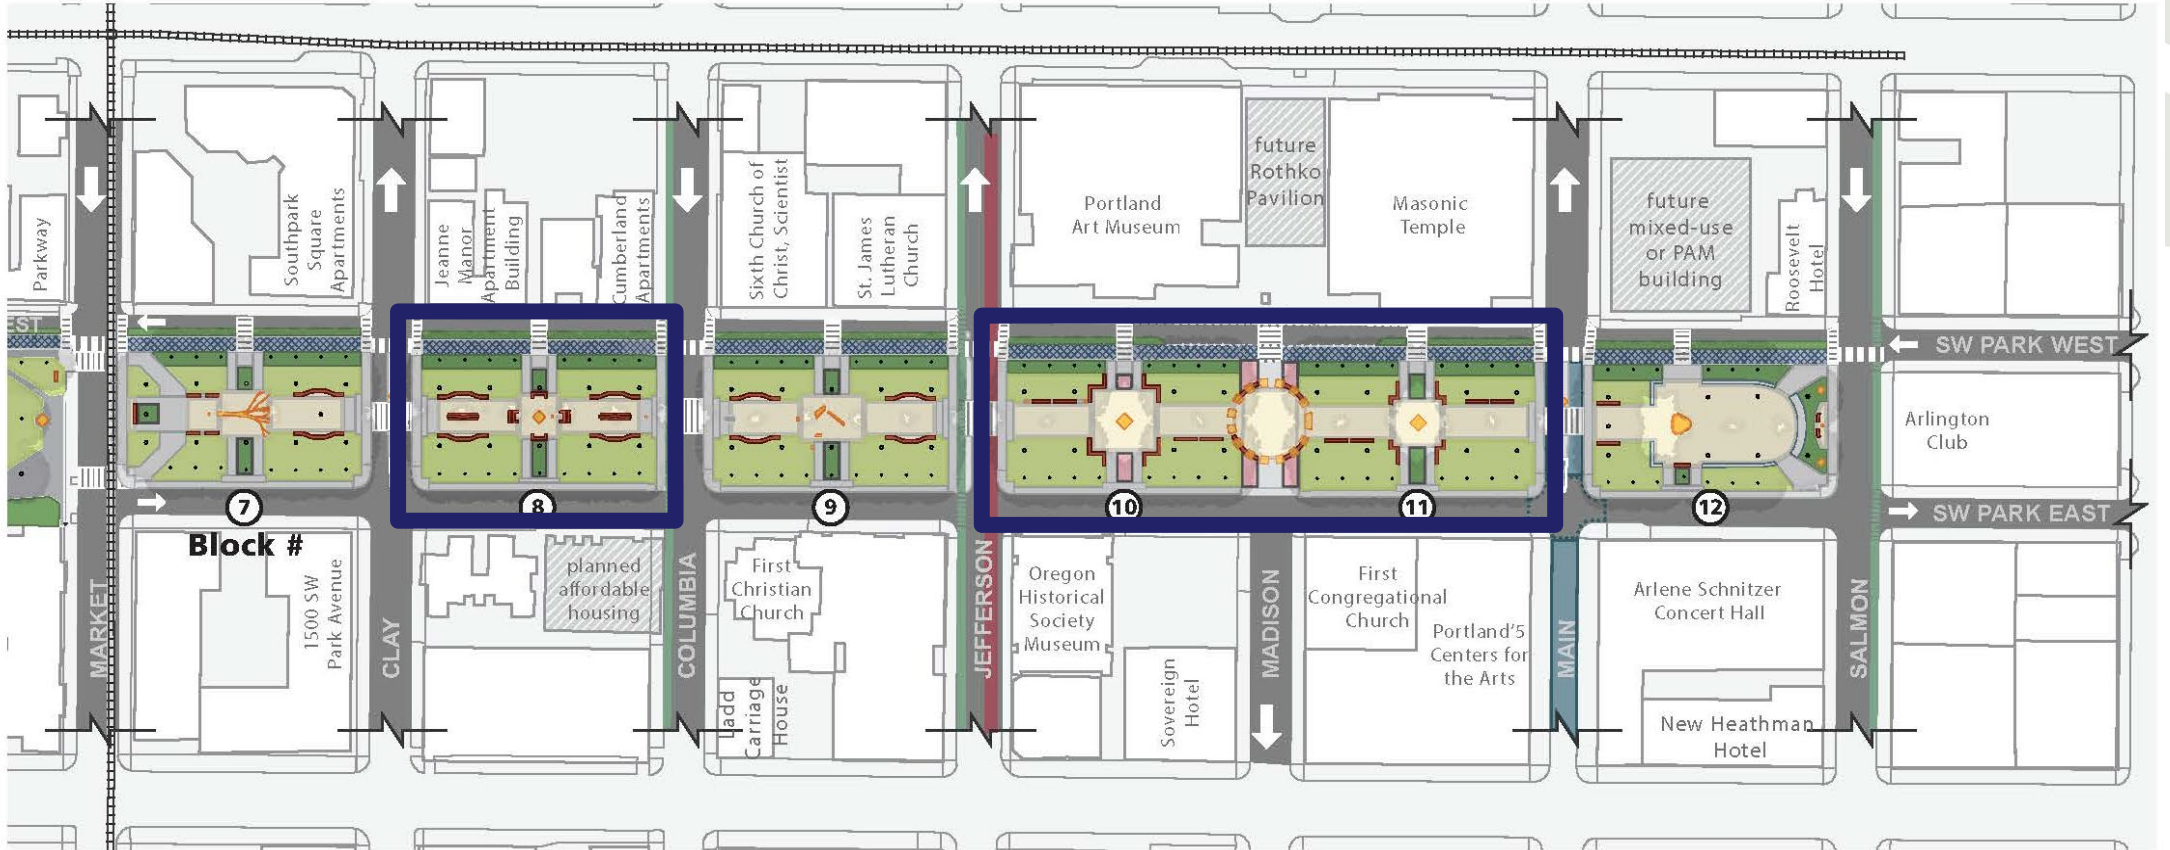 Parkway
Southpark
Square
Apartments
Jeanne
Manor
Apartment
Building
Cumberland
Apartments
Sixth Church of
Christ, Scientist
St. James
Lutheran
Church
Portland
Art Museum
future
Rothko
Pavilion
Masonic
Temple
future
mixed-use
or PAM
building
Roosevelt
Hotel
EST
SW PARK WEST
Arlington
Club
7
8
9
10
11
12
SW PARK EAST
Block #
MARKET
1500 SW
Park Avenue
CLAY
planned
affordable
housing
COLUMBIA
First
Christian
Church
Ladd
Carriage
House
JEFFERSON
Oregon
Historical
Society
Museum
Sovereign
Hotel
MADISON
First
Congregational
Church
Portland’5
Centers for
the Arts
MAIN
Arlene Schnitzer
Concert Hall
New Heathman
Hotel
SALMON